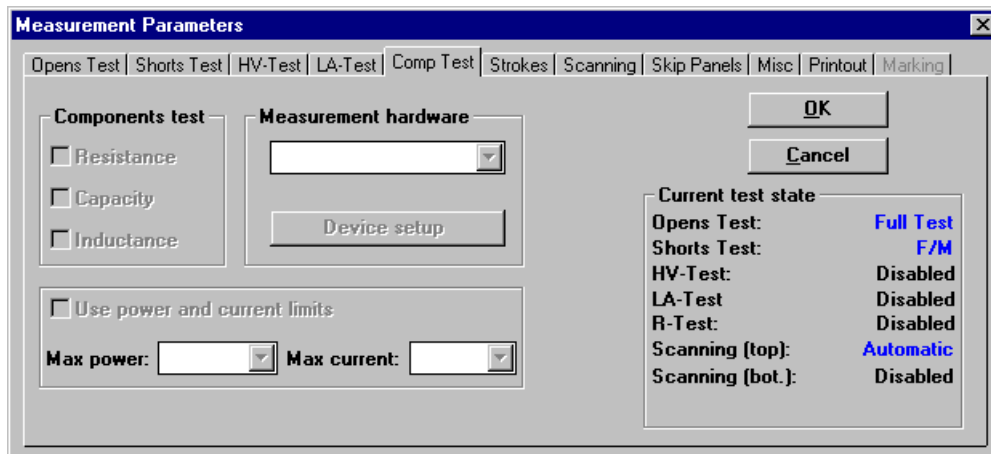 Measurement Parameters
Opens Test Shorts Test HV-Test LA-Test Comp Test Strokes Scanning Skip Panels Misc Printout Marking
Components test
Resistance
Capacity
Inductance
Measurement hardware
Device setup
Use power and current limits
Max power: Max current:
OK
Cancel
Current test state
Opens Test: Full Test
Shorts Test: F/M
HV-Test: Disabled
LA-Test Disabled
R-Test: Disabled
Scanning (top): Automatic
Scanning (bot.): Disabled